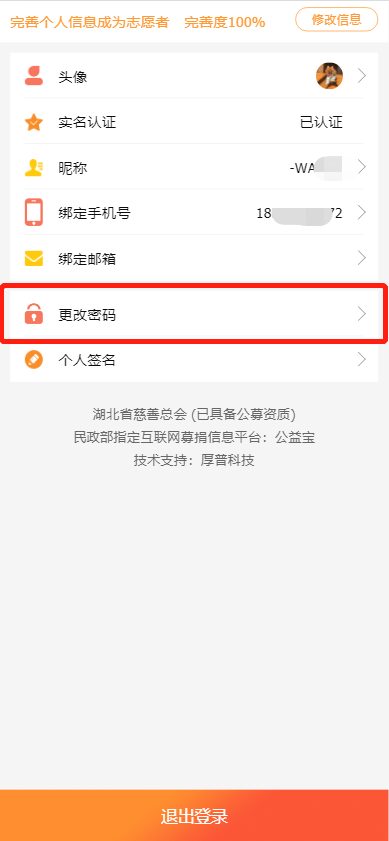 完善个人信息成为志愿者 完善度100% 修改信息
头像
实名认证 已认证
昵称 -WA
绑定手机号 18 72
绑定邮箱
更改密码
个人签名
湖北省慈善总会 (已具备公募资质)
民政部指定互联网募捐信息平台：公益宝
技术支持：厚普科技
退出登录